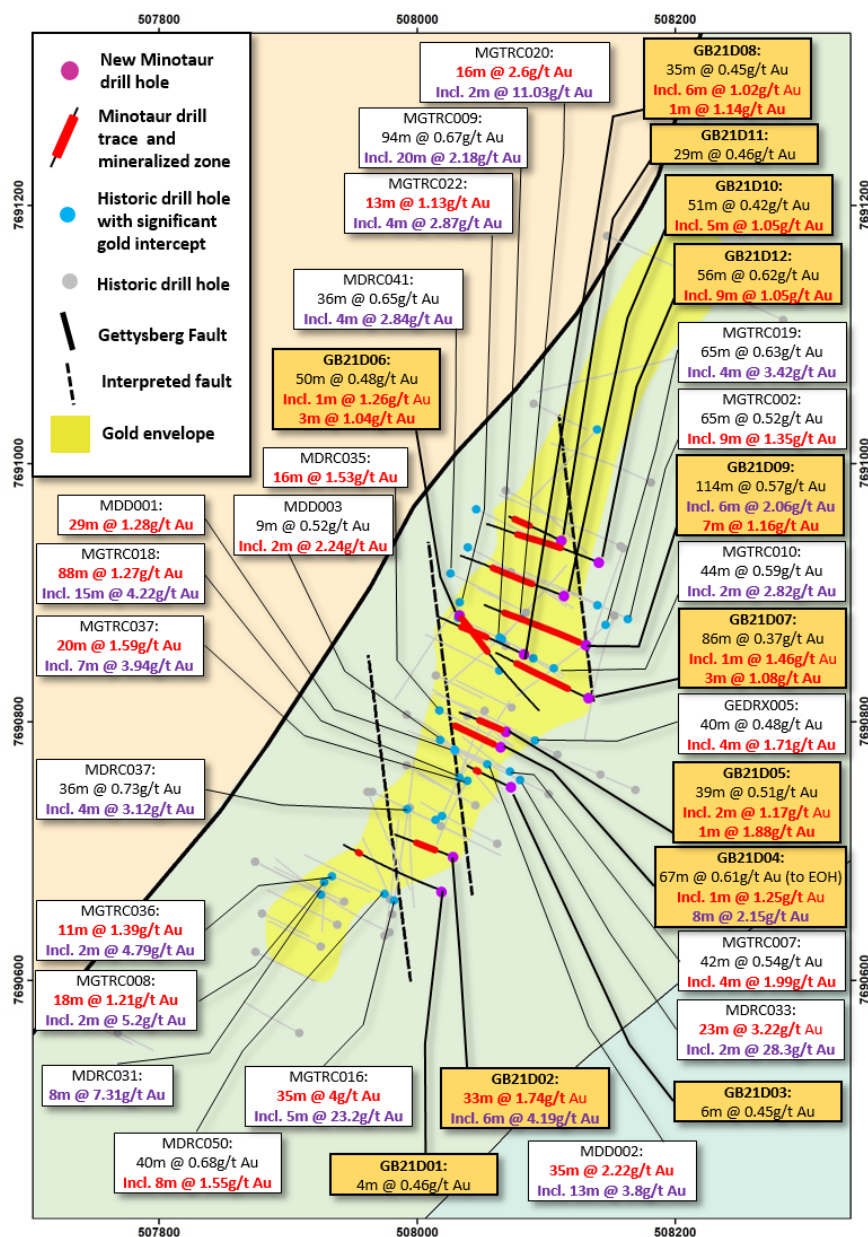 507800
508000
508200
New Minotaur
drill hole
Minotaur drill
trace and
mineralized zone
Historic drill hole
with significant
gold intercept
Historic drill hole
Gettysberg Fault
Interpreted fault
Gold envelope
MGTRC020:
16m @ 2.6g/t Au
Incl. 2m @ 11.03g/t Au
GB21D08:
35m @ 0.45g/t Au
Incl. 6m @ 1.02g/t Au
1m @ 1.14g/t Au
MGTRC009:
94m @ 0.67g/t Au
Incl. 20m @ 2.18g/t Au
GB21D11:
29m @ 0.46g/t Au
MGTRC022:
13m @ 1.13g/t Au
Incl. 4m @ 2.87g/t Au
GB21D10:
51m @ 0.42g/t Au
Incl. 5m @ 1.05g/t Au
7691200
7691200
GB21D12:
56m @ 0.62g/t Au
Incl. 9m @ 1.05g/t Au
MDRC041:
36m @ 0.65g/t Au
Incl. 4m @ 2.84g/t Au
MGTRC019:
65m @ 0.63g/t Au
Incl. 4m @ 3.42g/t Au
GB21D06:
50m @ 0.48g/t Au
Incl. 1m @ 1.26g/t Au
3m @ 1.04g/t Au
MGTRC002:
65m @ 0.52g/t Au
Incl. 9m @ 1.35g/t Au
7691000
7691000
MDRC035:
16m @ 1.53g/t Au
GB21D09:
114m @ 0.57g/t Au
Incl. 6m @ 2.06g/t Au
7m @ 1.16g/t Au
MDD001:
29m @ 1.28g/t Au
MDD003
9m @ 0.52g/t Au
Incl. 2m @ 2.24g/t Au
MGTRC018:
88m @ 1.27g/t Au
Incl. 15m @ 4.22g/t Au
MGTRC010:
44m @ 0.59g/t Au
Incl. 2m @ 2.82g/t Au
MGTRC037:
20m @ 1.59g/t Au
Incl. 7m @ 3.94g/t Au
GB21D07:
86m @ 0.37g/t Au
Incl. 1m @ 1.46g/t Au
3m @ 1.08g/t Au
7690800
7690800
GEDRX005:
40m @ 0.48g/t Au
Incl. 4m @ 1.71g/t Au
MDRC037:
36m @ 0.73g/t Au
Incl. 4m @ 3.12g/t Au
GB21D05:
39m @ 0.51g/t Au
Incl. 2m @ 1.17g/t Au
1m @ 1.88g/t Au
GB21D04:
67m @ 0.61g/t Au (to EOH)
Incl. 1m @ 1.25g/t Au
8m @ 2.15g/t Au
MGTRC036:
11m @ 1.39g/t Au
Incl. 2m @ 4.79g/t Au
MGTRC007:
42m @ 0.54g/t Au
Incl. 4m @ 1.99g/t Au
7690600
7690600
MGTRC008:
18m @ 1.21g/t Au
Incl. 2m @ 5.2g/t Au
MDRC033:
23m @ 3.22g/t Au
Incl. 2m @ 28.3g/t Au
MDRC031:
8m @ 7.31g/t Au
MGTRC016:
35m @ 4g/t Au
Incl. 5m @ 23.2g/t Au
GB21D02:
33m @ 1.74g/t Au
Incl. 6m @ 4.19g/t Au
GB21D03:
6m @ 0.45g/t Au
MDRC050:
40m @ 0.68g/t Au
Incl. 8m @ 1.55g/t Au
GB21D01:
4m @ 0.46g/t Au
MDD002:
35m @ 2.22g/t Au
Incl. 13m @ 3.8g/t Au
507800
508000
508200